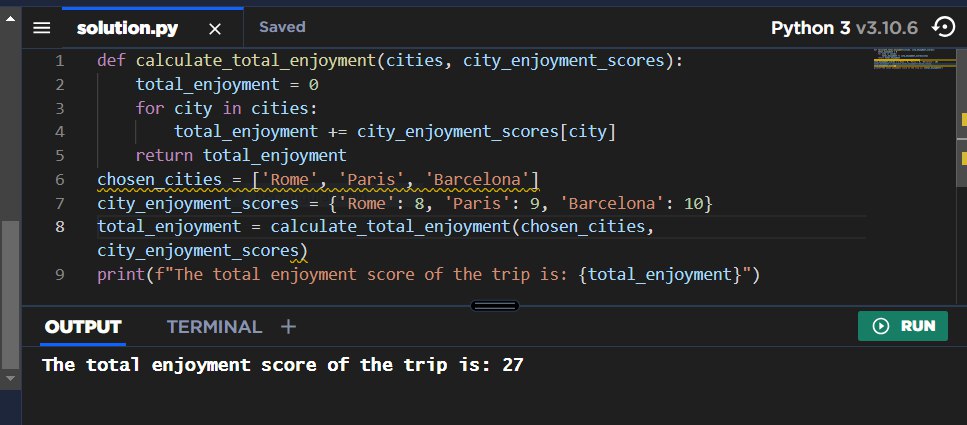 solution.py × Saved Python 3 v3.10.6
1 def calculate_total_enjoyment(cities, city_enjoyment_scores):
2     total_enjoyment = 0
3     for city in cities:
4         total_enjoyment += city_enjoyment_scores[city]
5     return total_enjoyment
6 chosen_cities = ['Rome', 'Paris', 'Barcelona']
7 city_enjoyment_scores = {'Rome': 8, 'Paris': 9, 'Barcelona': 10}
8 total_enjoyment = calculate_total_enjoyment(chosen_cities,
city_enjoyment_scores)
9 print(f"The total enjoyment score of the trip is: {total_enjoyment}")
OUTPUT TERMINAL + RUN
The total enjoyment score of the trip is: 27